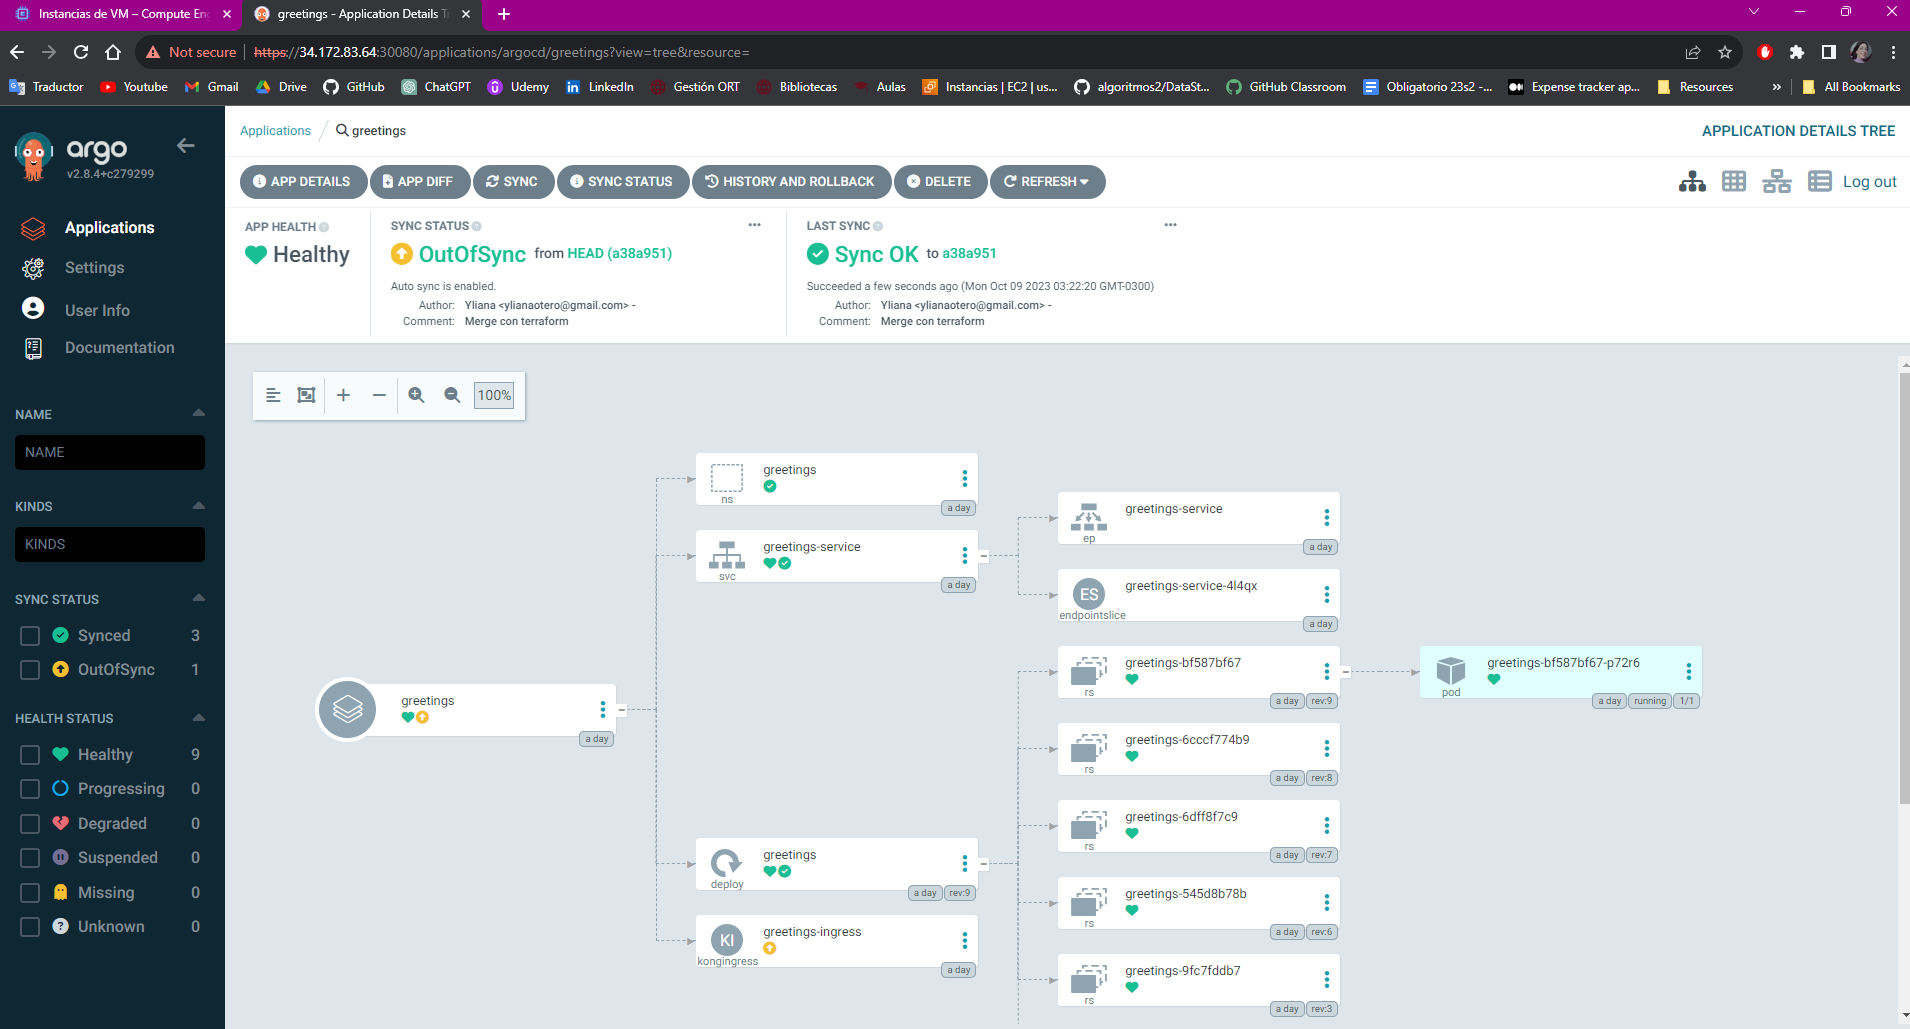 Instancias de VM – Compute En
greetings - Application Details T
Not secure
https://34.172.83.64:30080/applications/argocd/greetings?view=tree&resource=
Traductor
Youtube
Gmail
Drive
GitHub
ChatGPT
Udemy
LinkedIn
Gestión ORT
Bibliotecas
Aulas
Instancias | EC2 | us...
algoritmos2/DataSt...
GitHub Classroom
Obligatorio 23s2 -...
Expense tracker ap...
Resources
»
All Bookmarks
argo
v2.8.4+c279299
Applications
Settings
User Info
Documentation
NAME
NAME
KINDS
KINDS
SYNC STATUS
Synced 3
OutOfSync 1
HEALTH STATUS
Healthy 9
Progressing 0
Degraded 0
Suspended 0
Missing 0
Unknown 0
Applications / greetings
APPLICATION DETAILS TREE
APP DETAILS
APP DIFF
SYNC
SYNC STATUS
HISTORY AND ROLLBACK
DELETE
REFRESH
Log out
APP HEALTH
Healthy
SYNC STATUS
OutOfSync from HEAD (a38a951)
Auto sync is enabled.
Author: Yliana <ylianaotero@gmail.com> -
Comment: Merge con terraform
LAST SYNC
Sync OK to a38a951
Succeeded a few seconds ago (Mon Oct 09 2023 03:22:20 GMT-0300)
Author: Yliana <ylianaotero@gmail.com> -
Comment: Merge con terraform
100%
greetings
a day
greetings
ns
a day
greetings-service
svc
a day
greetings
deploy
a day rev:9
KI
greetings-ingress
kongingress
a day
greetings-service
ep
a day
ES
greetings-service-4l4qx
endpointslice
a day
greetings-bf587bf67
rs
a day rev:9
greetings-6cccf774b9
rs
a day rev:8
greetings-6dff8f7c9
rs
a day rev:7
greetings-545d8b78b
rs
a day rev:6
greetings-9fc7fddb7
rs
a day rev:3
greetings-bf587bf67-p72r6
pod
a day running 1/1